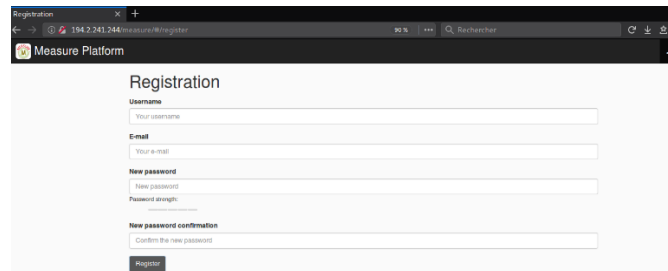 Registration
194.2.241.244/measure/#/register
90 %
Rechercher
Measure Platform
Registration
Username
Your username
E-mail
Your e-mail
New password
New password
Password strength:
New password confirmation
Confirm the new password
Register